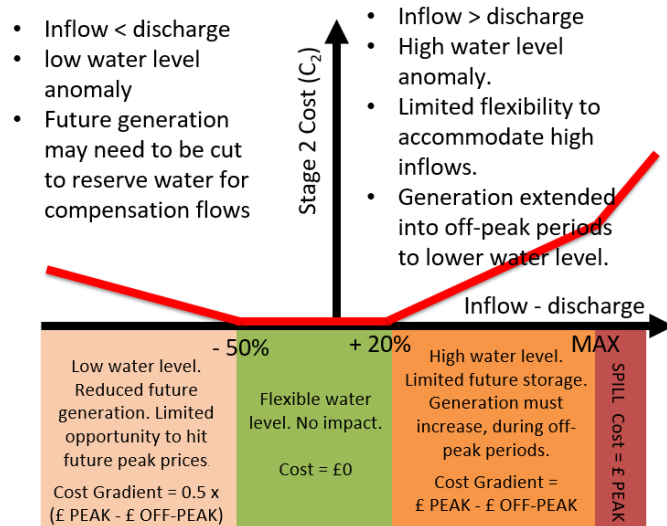 • Inflow < discharge
• low water level
anomaly
• Future generation
may need to be cut
to reserve water for
compensation flows
Stage 2 Cost (C₂)
• Inflow > discharge
• High water level
anomaly.
• Limited flexibility to
accommodate high
inflows.
• Generation extended
into off-peak periods
to lower water level.
Inflow - discharge
- 50%
+ 20%
MAX
Low water level.
Reduced future
generation. Limited
opportunity to hit
future peak prices
Cost Gradient = 0.5 x
(£ PEAK - £ OFF-PEAK)
Flexible water
level. No impact.
Cost = £0
High water level.
Limited future storage.
Generation must
increase, during off-
peak periods.
Cost Gradient =
£ PEAK - £ OFF-PEAK
SPILL Cost = £ PEAK